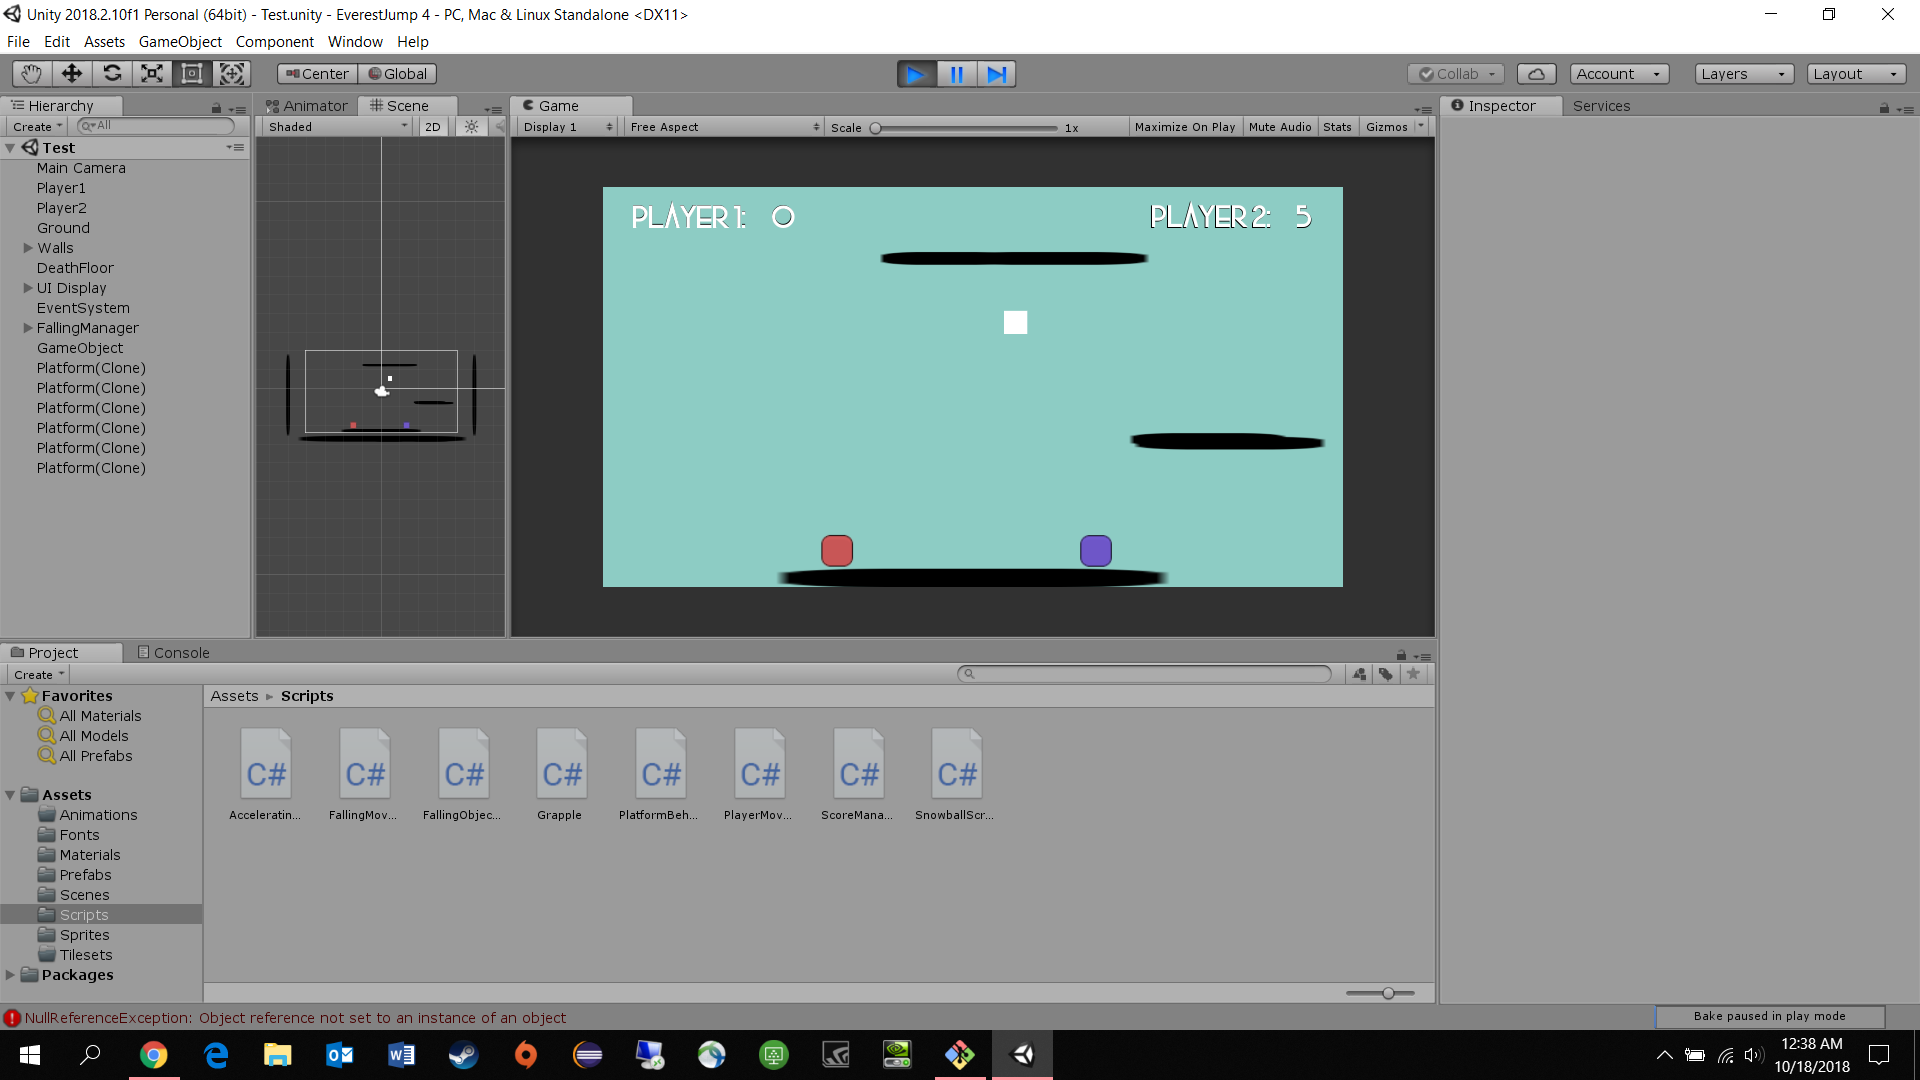 Unity 2018.2.10f1 Personal (64bit) - Test.unity - EverestJump 4 - PC, Mac & Linux Standalone <DX11>
File Edit Assets GameObject Component Window Help
Center Global Collab Account Layers Layout
Hierarchy Animator Scene Game Inspector Services
Create All Shaded 2D Display 1 Free Aspect Scale 1x Maximize On Play Mute Audio Stats Gizmos
Test
Main Camera
Player1
Player2
Ground
Walls
DeathFloor
UI Display
EventSystem
FallingManager
GameObject
Platform(Clone)
Platform(Clone)
Platform(Clone)
Platform(Clone)
Platform(Clone)
Platform(Clone)
PLAYER 1: 0 PLAYER 2: 5
Project Console
Create
Favorites
All Materials
All Models
All Prefabs
Assets
Animations
Fonts
Materials
Prefabs
Scenes
Scripts
Sprites
Tilesets
Packages
Assets ▸ Scripts
C# C# C# C# C# C# C# C#
Acceleratin... FallingMov... FallingObjec... Grapple PlatformBeh... PlayerMov... ScoreMana... SnowballScr...
NullReferenceException: Object reference not set to an instance of an object
Bake paused in play mode
12:38 AM
10/18/2018